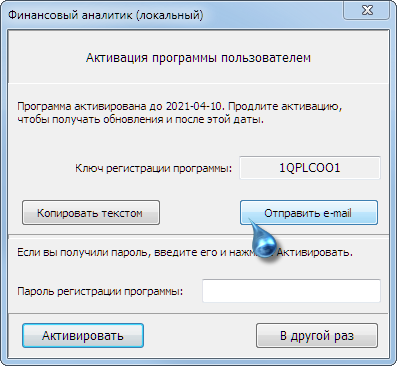 Финансовый аналитик (локальный)
Активация программы пользователем
Программа активирована до 2021-04-10. Продлите активацию,
чтобы получать обновления и после этой даты.
Ключ регистрации программы: 1QPLCOO1
Копировать текстом Отправить e-mail
Если вы получили пароль, введите его и нажмите Активировать.
Пароль регистрации программы:
Активировать В другой раз